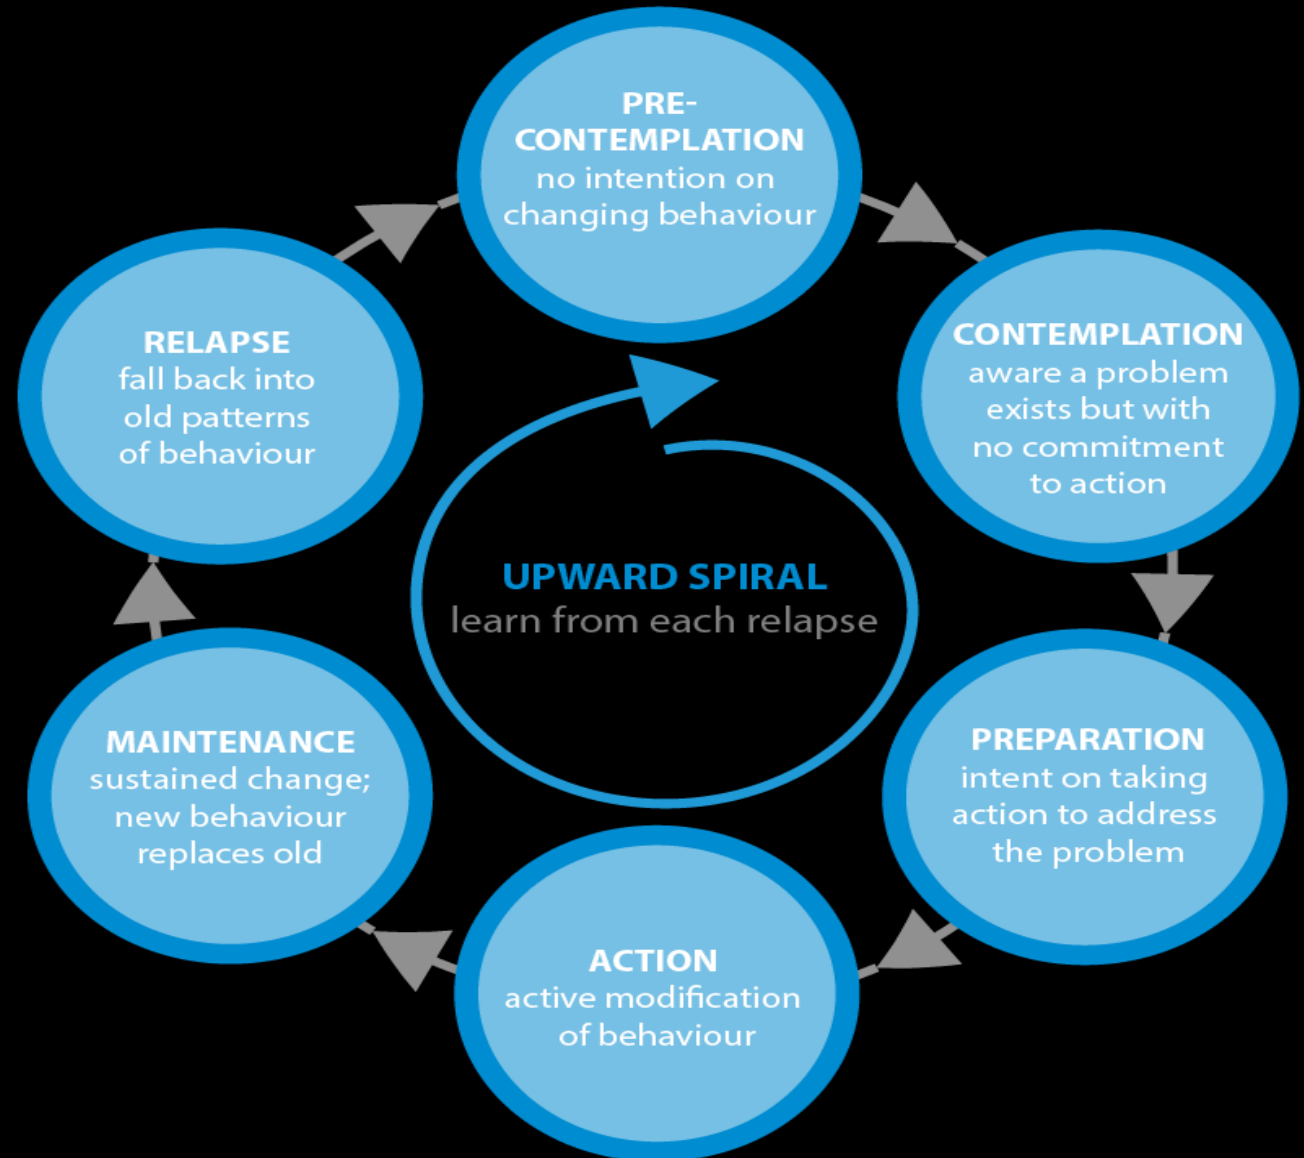 PRE-
CONTEMPLATION
no intention on
changing behaviour
CONTEMPLATION
aware a problem
exists but with
no commitment
to action
PREPARATION
intent on taking
action to address
the problem
ACTION
active modification
of behaviour
MAINTENANCE
sustained change;
new behaviour
replaces old
RELAPSE
fall back into
old patterns
of behaviour
UPWARD SPIRAL
learn from each relapse